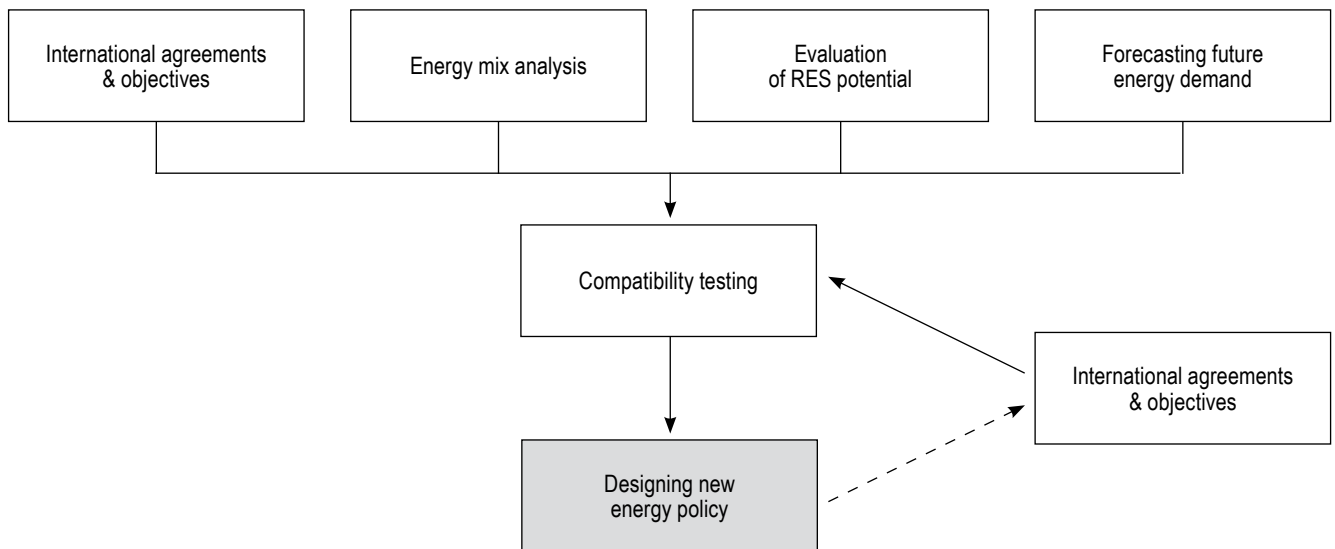 International agreements
& objectives
Energy mix analysis
Evaluation
of RES potential
Forecasting future
energy demand
Compatibility testing
International agreements
& objectives
Designing new
energy policy